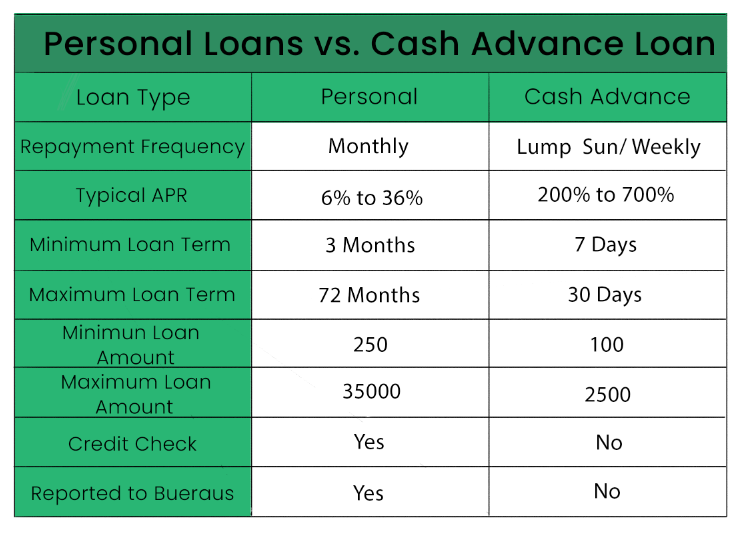 Personal Loans vs. Cash Advance Loan
Loan Type Personal Cash Advance
Repayment Frequency Monthly Lump Sun/ Weekly
Typical APR 6% to 36% 200% to 700%
Minimum Loan Term 3 Months 7 Days
Maximum Loan Term 72 Months 30 Days
Minimun Loan
Amount 250 100
Maximum Loan
Amount 35000 2500
Credit Check Yes No
Reported to Bueraus Yes No